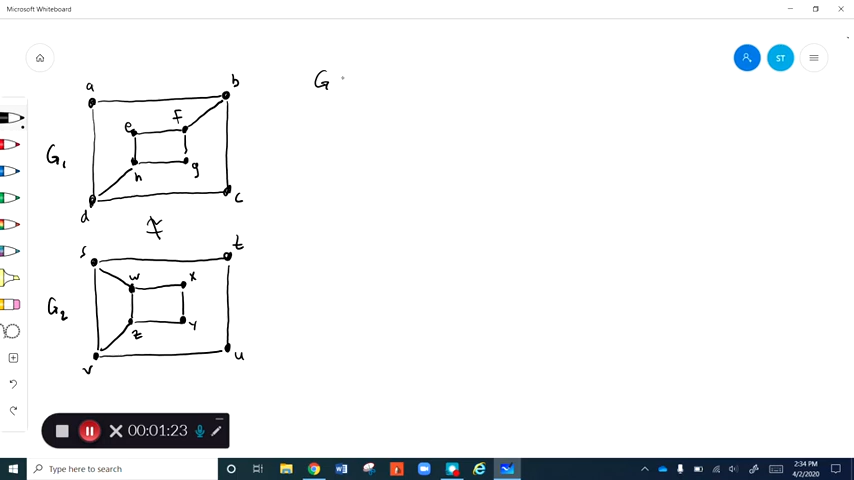 Microsoft Whiteboard
ST
a b
G
e f
G₁
h g
d c
≇
s t
w x
G₂
z y
v u
00:01:23
Type here to search
2:34 PM
4/2/2020